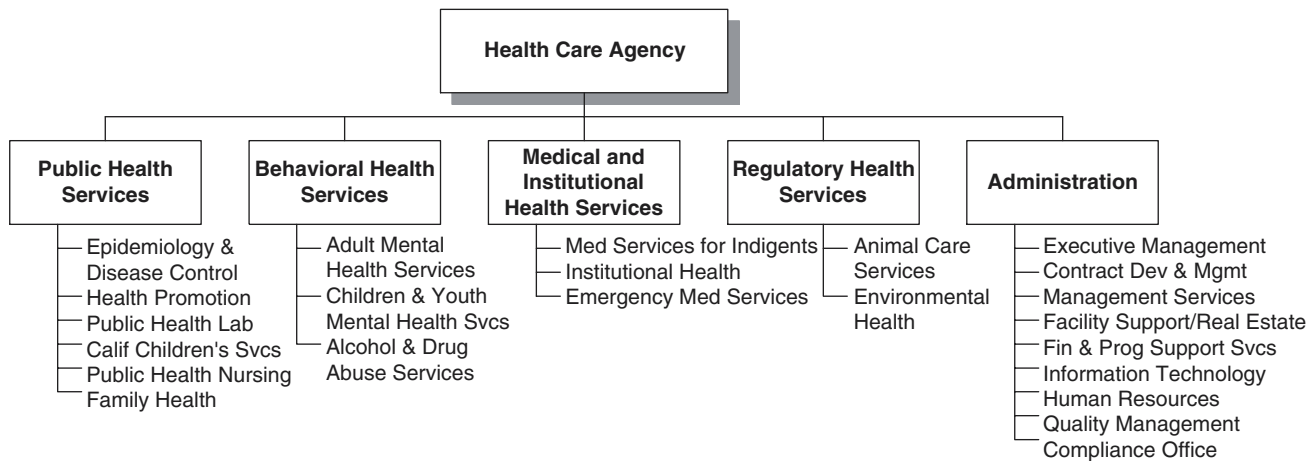 Health Care Agency
Public Health
Services
Behavioral Health
Services
Medical and
Institutional
Health Services
Regulatory Health
Services
Administration
Epidemiology &
Disease Control
Health Promotion
Public Health Lab
Calif Children's Svcs
Public Health Nursing
Family Health
Adult Mental
Health Services
Children & Youth
Mental Health Svcs
Alcohol & Drug
Abuse Services
Med Services for Indigents
Institutional Health
Emergency Med Services
Animal Care
Services
Environmental
Health
Executive Management
Contract Dev & Mgmt
Management Services
Facility Support/Real Estate
Fin & Prog Support Svcs
Information Technology
Human Resources
Quality Management
Compliance Office